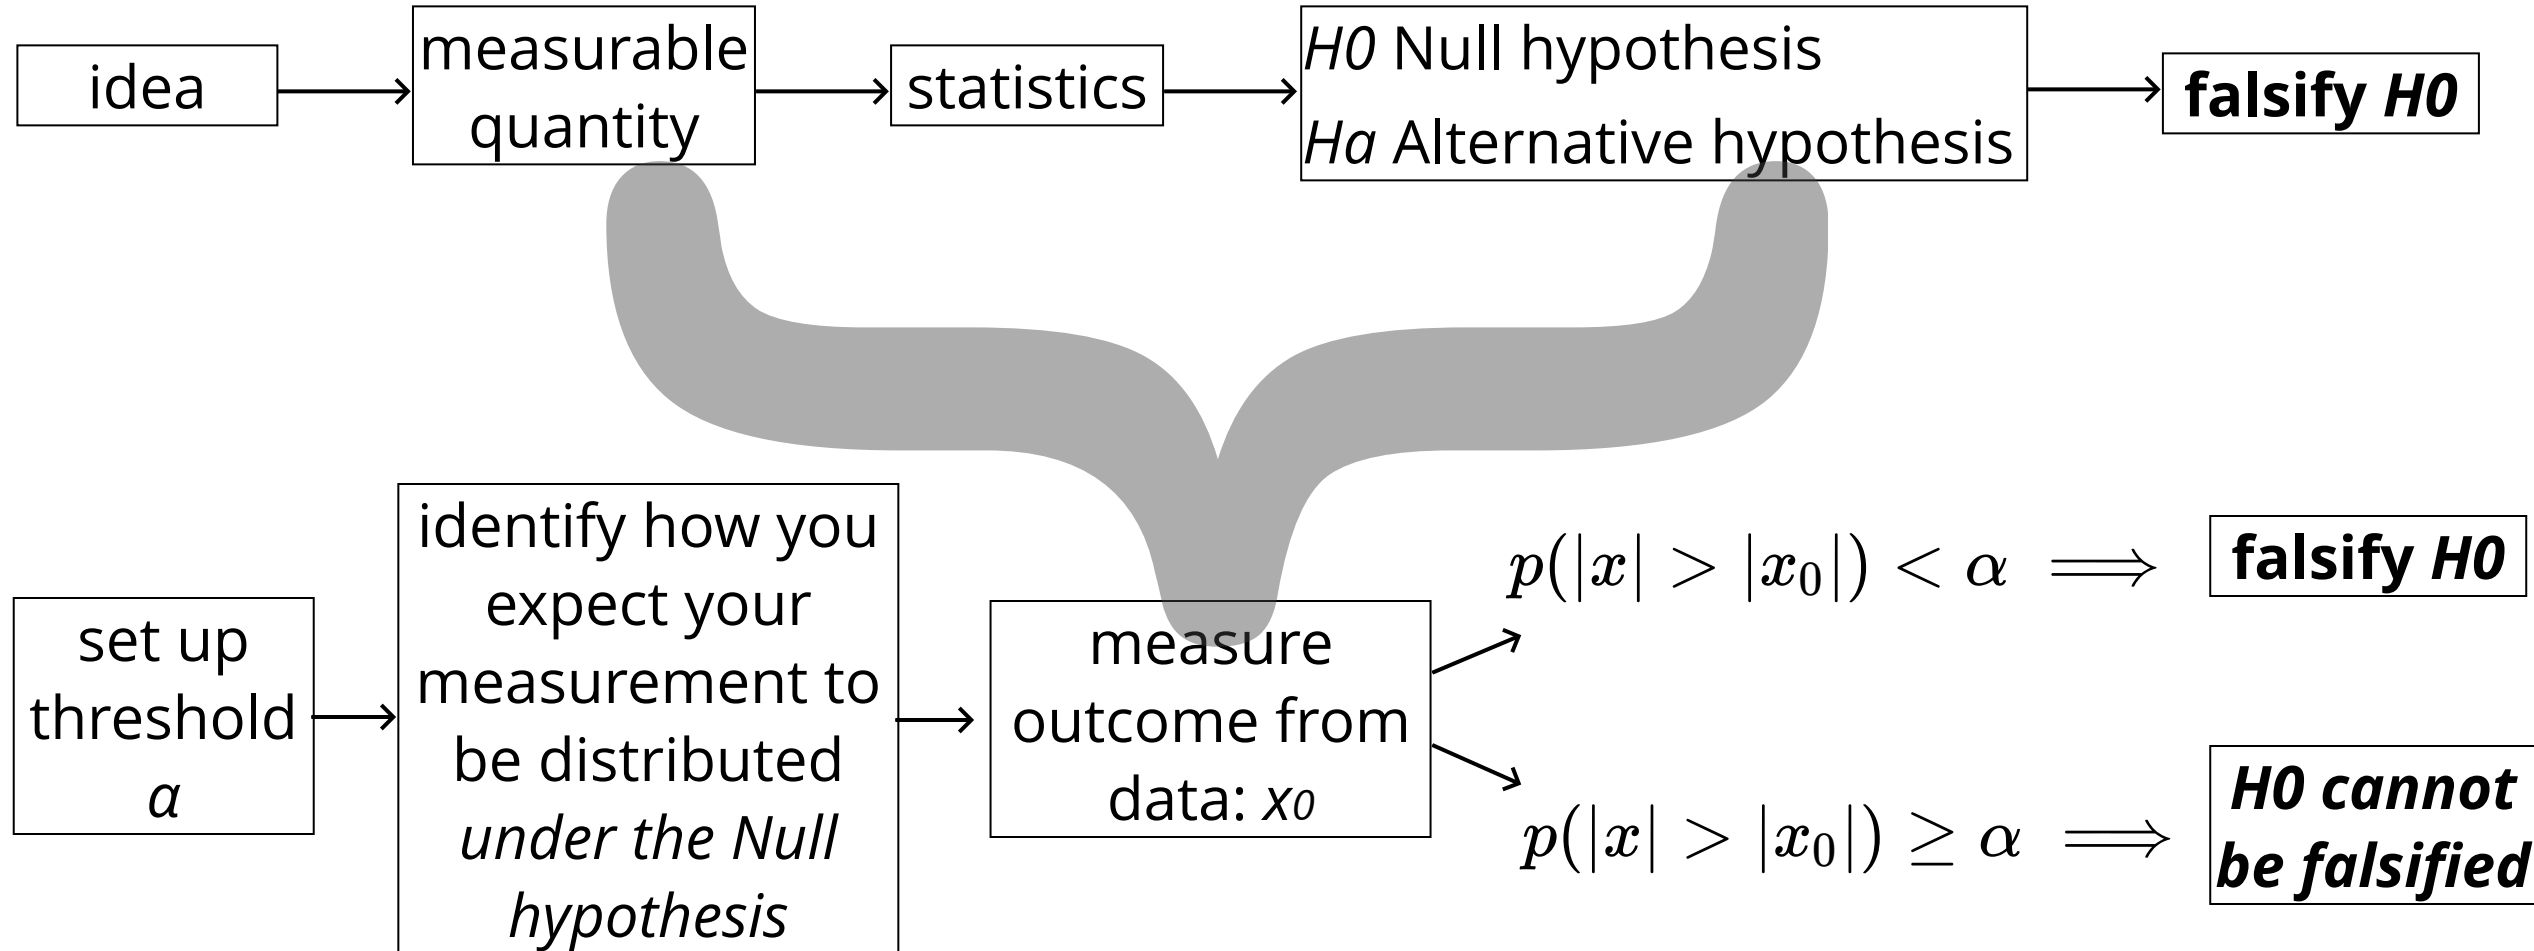 idea
measurable
quantity
statistics
H0 Null hypothesis
Ha Alternative hypothesis
falsify H0
set up
threshold
α
identify how you
expect your
measurement to
be distributed
under the Null
hypothesis
measure
outcome from
data: x0
p(|x| > |x₀|) < α ⟹
falsify H0
p(|x| > |x₀|) ≥ α ⟹
H0 cannot
be falsified